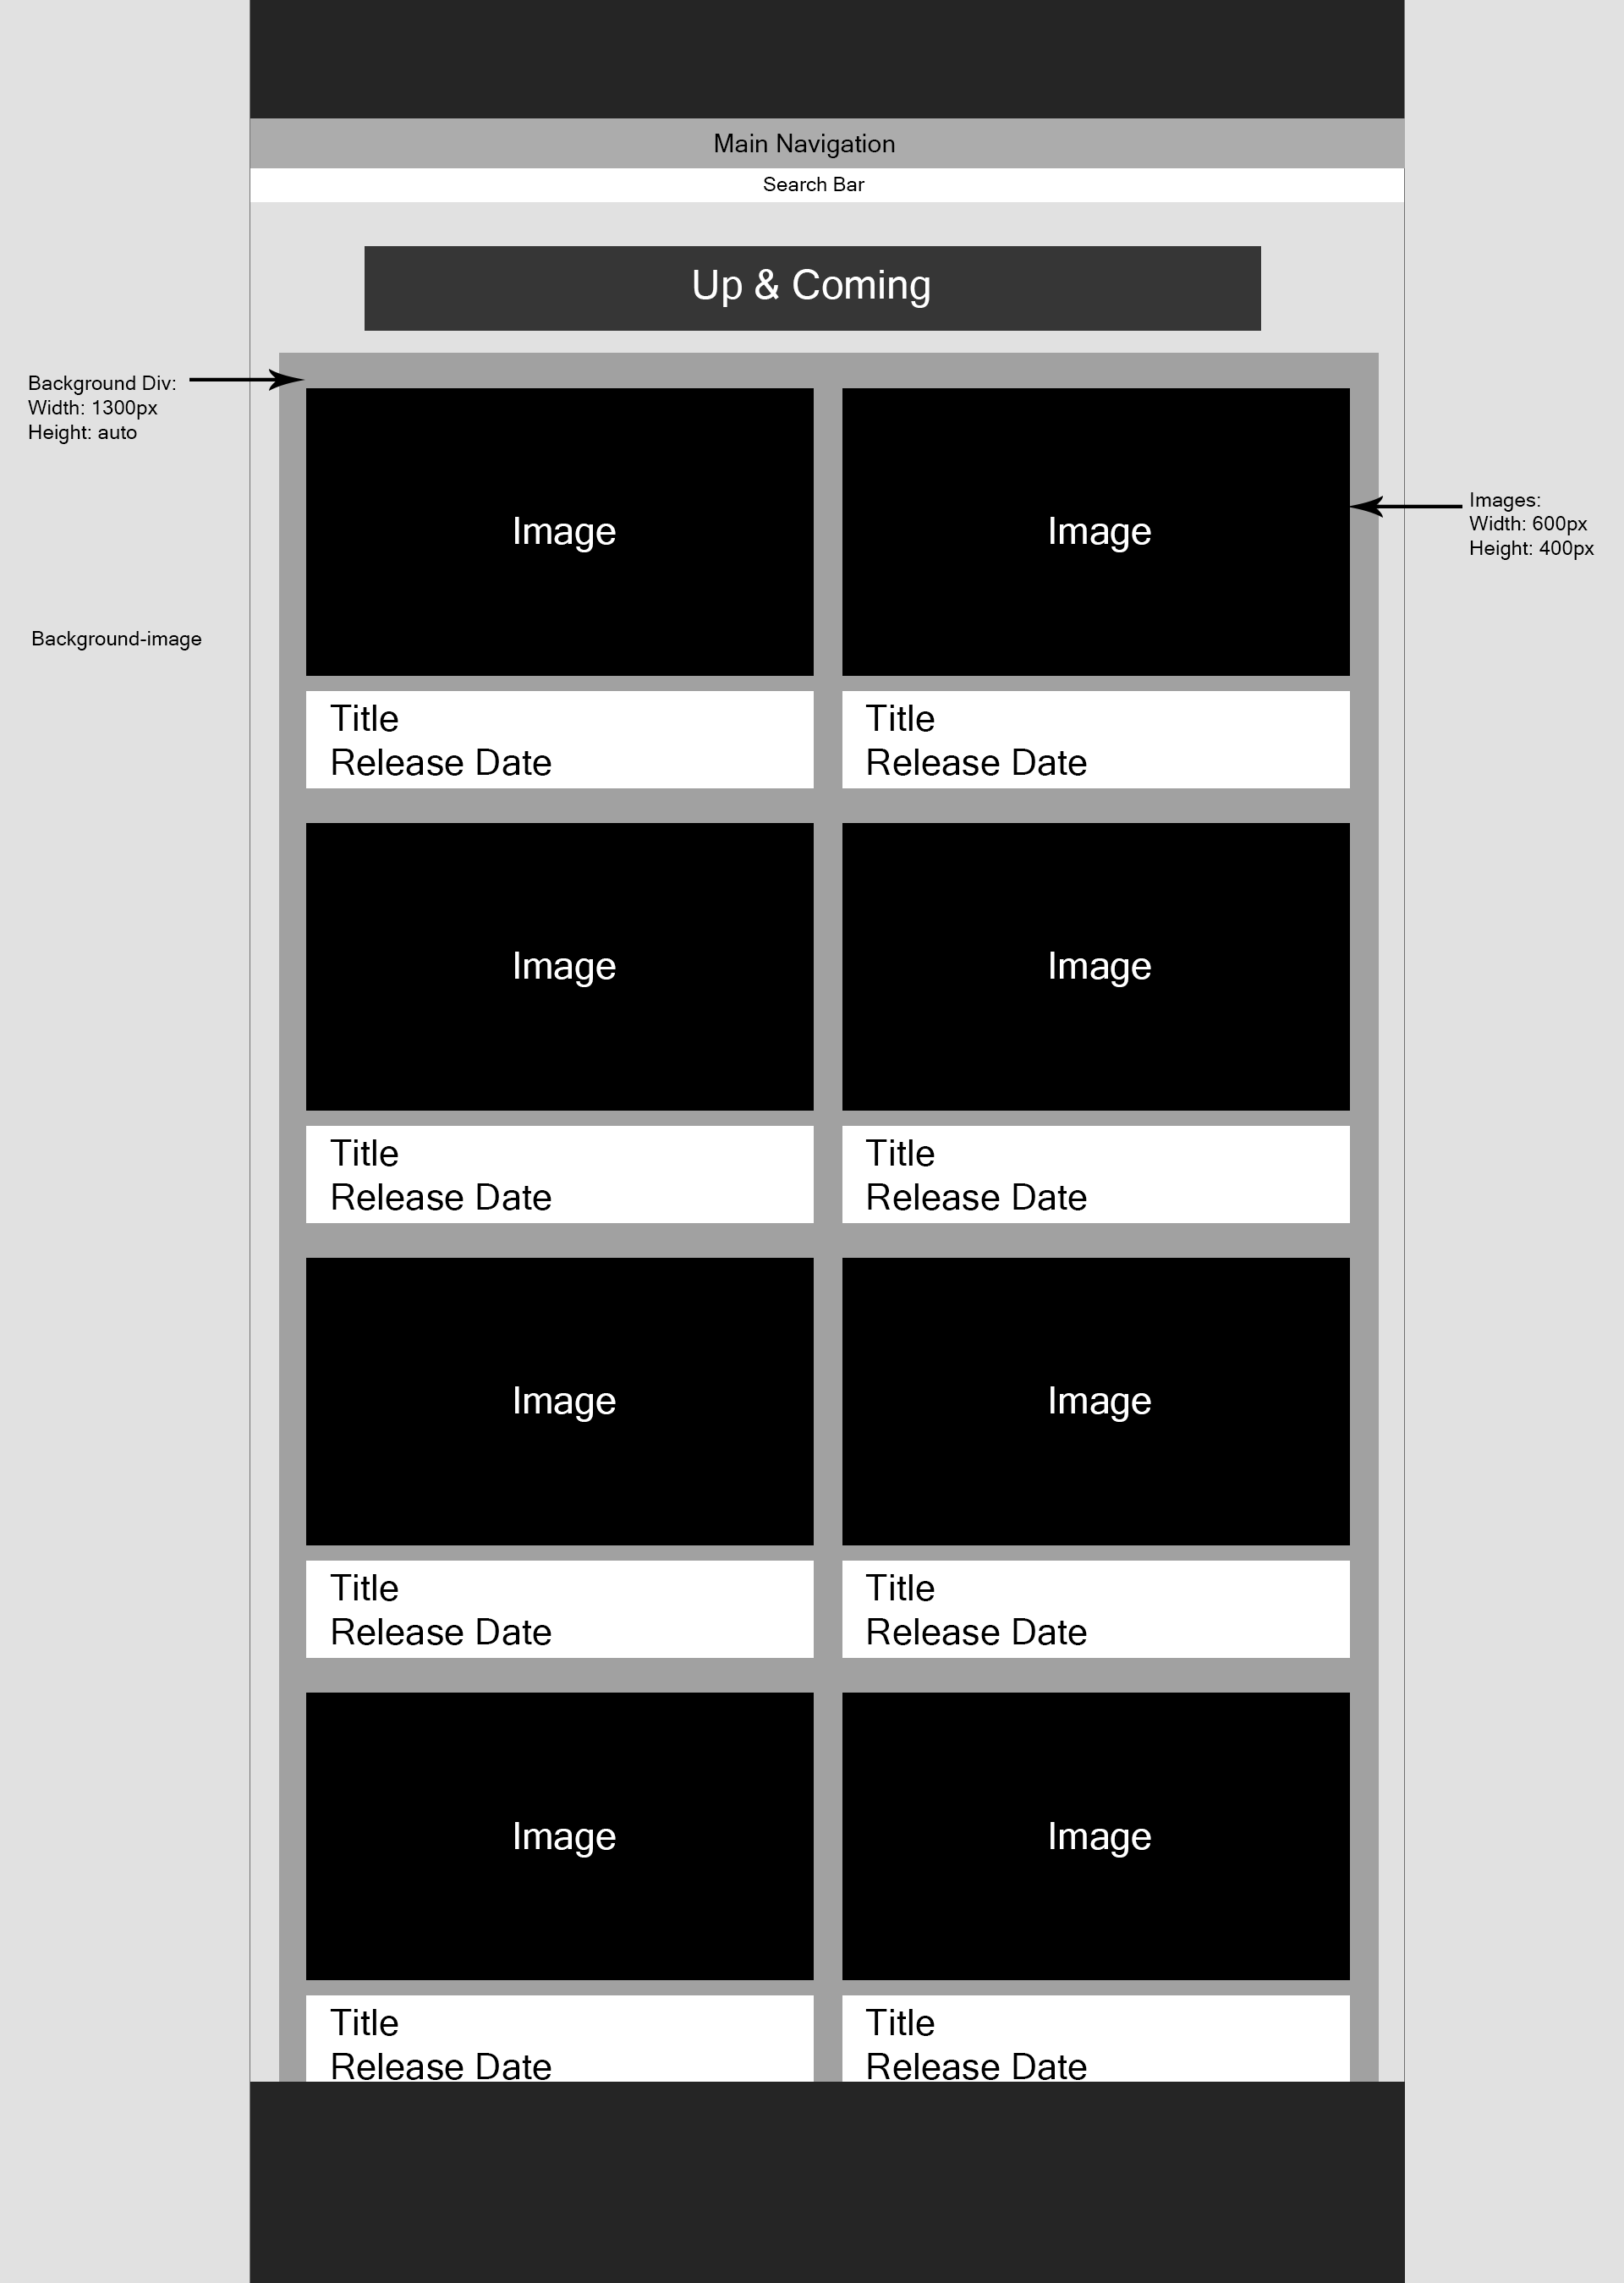 Main Navigation
Search Bar
Up & Coming
Background Div:
Width: 1300px
Height: auto
Image
Image
Images:
Width: 600px
Height: 400px
Background-image
Title
Release Date
Title
Release Date
Image
Image
Title
Release Date
Title
Release Date
Image
Image
Title
Release Date
Title
Release Date
Image
Image
Title
Release Date
Title
Release Date